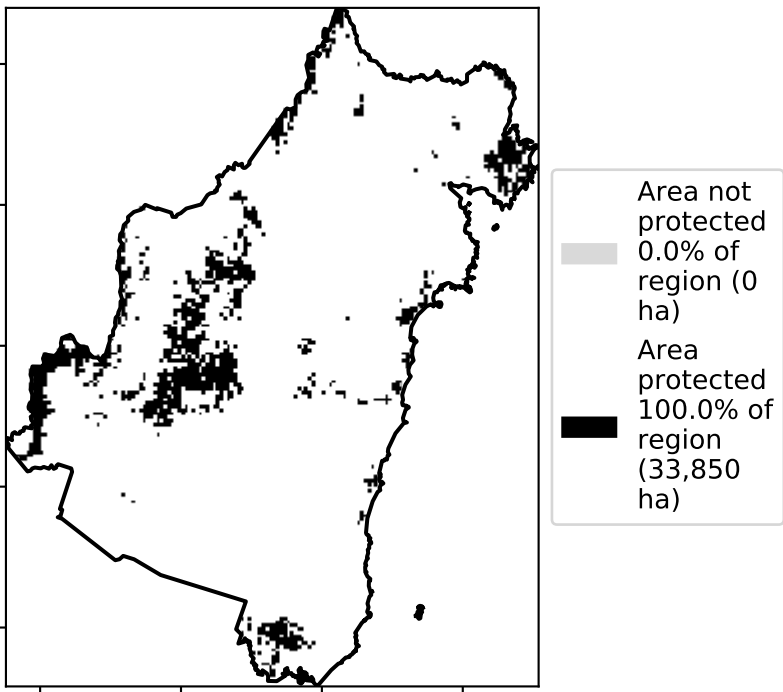 Area not
protected
0.0% of
region (0
ha)
Area
protected
100.0% of
region
(33,850
ha)